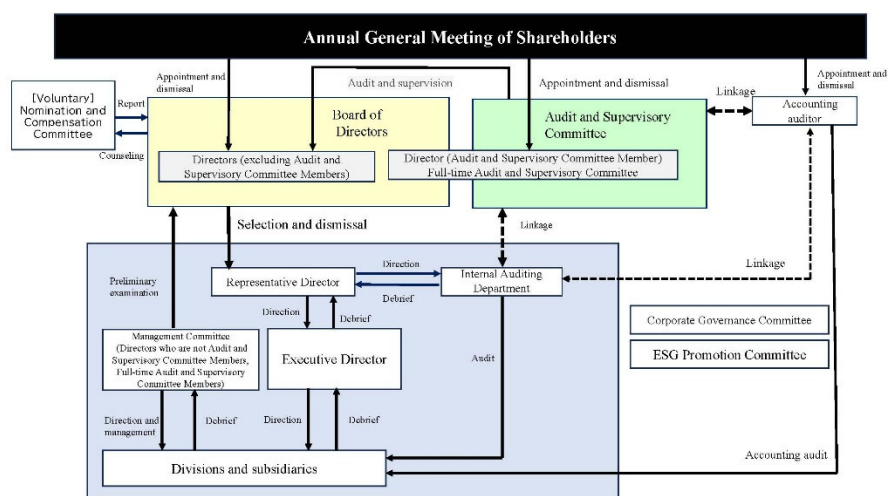 Annual General Meeting of Shareholders
Appointment and
dismissal
Audit and supervision
Appointment and dismissal
Appointment and
dismissal
[Voluntary]
Nomination and
Compensation
Committee
Report
Counseling
Board of
Directors
Audit and Supervisory
Committee
Linkage
Accounting
auditor
Directors (excluding Audit and
Supervisory Committee Members)
Director (Audit and Supervisory Committee Member)
Full-time Audit and Supervisory Committee
Selection and dismissal
Linkage
Preliminary
examination
Representative Director
Direction
Debrief
Internal Auditing
Department
Linkage
Direction
Debrief
Corporate Governance Committee
Management Committee
(Directors who are not Audit and
Supervisory Committee Members,
Full-time Audit and Supervisory
Committee Members)
Executive Director
Audit
ESG Promotion Committee
Direction and
management
Debrief
Direction
Debrief
Divisions and subsidiaries
Accounting audit